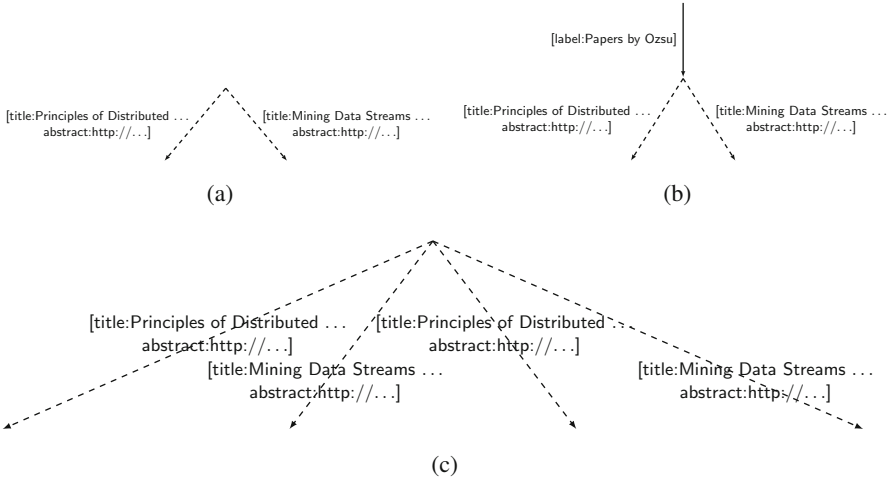 [label:Papers by Ozsu]
[title:Principles of Distributed ...
abstract:http://...]
[title:Mining Data Streams ...
abstract:http://...]
(a)
[title:Principles of Distributed ...
abstract:http://...]
[title:Mining Data Streams ...
abstract:http://...]
(b)
[title:Principles of Distributed ...
abstract:http://...]
[title:Principles of Distributed ...
abstract:http://...]
[title:Mining Data Streams ...
abstract:http://...]
[title:Mining Data Streams ...
abstract:http://...]
(c)